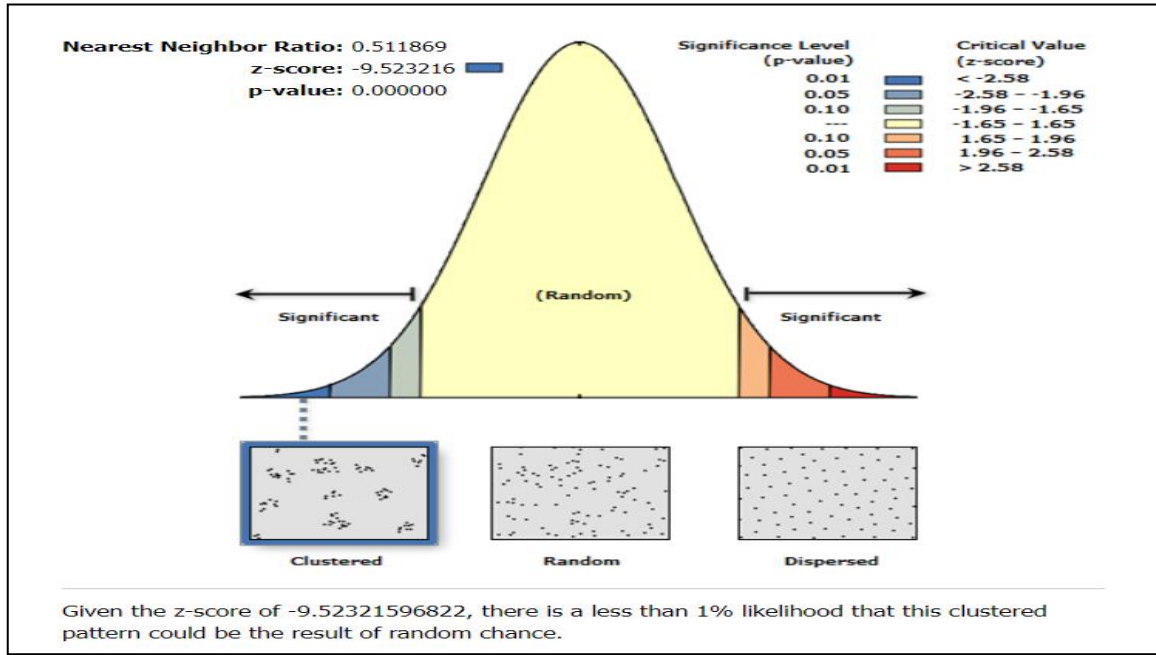 Nearest Neighbor Ratio: 0.511869
z-score: -9.523216
p-value: 0.000000
Significance Level
(p-value)
Critical Value
(z-score)
0.01 < -2.58
0.05 -2.58 – -1.96
0.10 -1.96 – -1.65
--- -1.65 – 1.65
0.10 1.65 – 1.96
0.05 1.96 – 2.58
0.01 > 2.58
(Random)
Significant
Significant
Clustered
Random
Dispersed
Given the z-score of -9.52321596822, there is a less than 1% likelihood that this clustered
pattern could be the result of random chance.